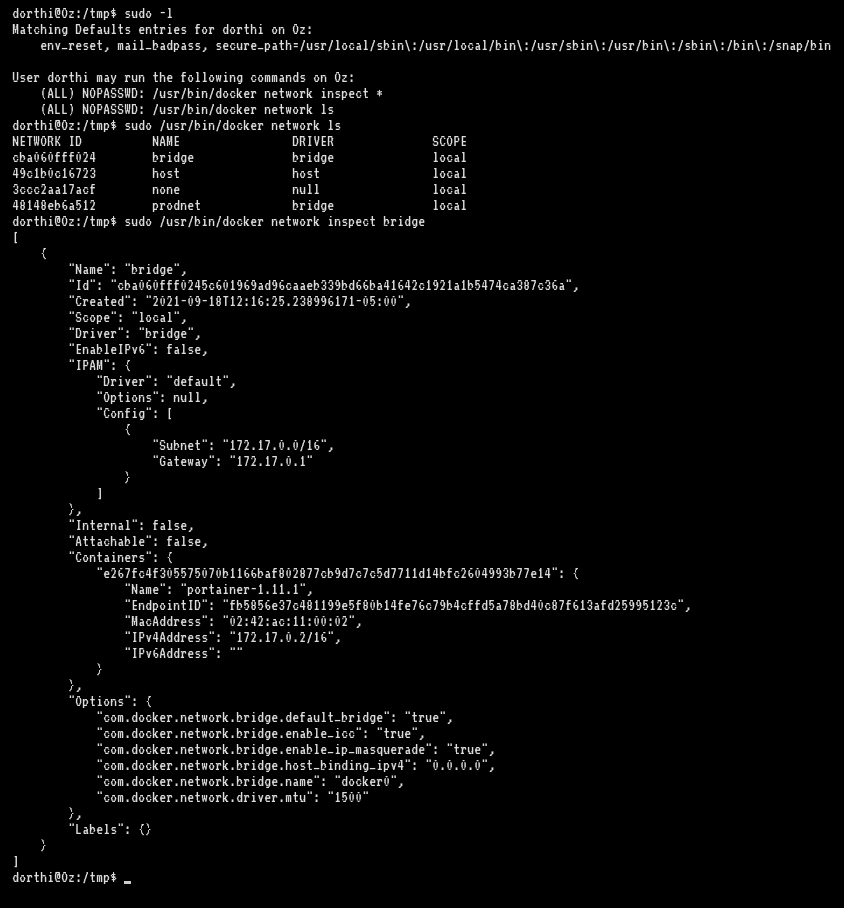 dorthi@Oz:/tmp$ sudo -l
Matching Defaults entries for dorthi on Oz:
    env_reset, mail_badpass, secure_path=/usr/local/sbin\:/usr/local/bin\:/usr/sbin\:/usr/bin\:/sbin\:/bin\:/snap/bin

User dorthi may run the following commands on Oz:
    (ALL) NOPASSWD: /usr/bin/docker network inspect *
    (ALL) NOPASSWD: /usr/bin/docker network ls
dorthi@Oz:/tmp$ sudo /usr/bin/docker network ls
NETWORK ID          NAME                DRIVER              SCOPE
cba060fff024        bridge              bridge              local
49c1b0c16723        host                host                local
3ccc2aa17acf        none                null                local
48148eb6a512        prodnet             bridge              local
dorthi@Oz:/tmp$ sudo /usr/bin/docker network inspect bridge
[
    {
        "Name": "bridge",
        "Id": "cba060fff0245c601969ad96caaeb339bd66ba41642c1921a1b5474ca387c36a",
        "Created": "2021-09-18T12:16:25.238996171-05:00",
        "Scope": "local",
        "Driver": "bridge",
        "EnableIPv6": false,
        "IPAM": {
            "Driver": "default",
            "Options": null,
            "Config": [
                {
                    "Subnet": "172.17.0.0/16",
                    "Gateway": "172.17.0.1"
                }
            ]
        },
        "Internal": false,
        "Attachable": false,
        "Containers": {
            "e267fc4f305575070b1166baf802877cb9d7c7c5d7711d14bfc2604993b77e14": {
                "Name": "portainer-1.11.1",
                "EndpointID": "fb5856e37c481199e5f80b14fe76c79b4cffd5a78bd40c87f613afd25995123c",
                "MacAddress": "02:42:ac:11:00:02",
                "IPv4Address": "172.17.0.2/16",
                "IPv6Address": ""
            }
        },
        "Options": {
            "com.docker.network.bridge.default_bridge": "true",
            "com.docker.network.bridge.enable_icc": "true",
            "com.docker.network.bridge.enable_ip_masquerade": "true",
            "com.docker.network.bridge.host_binding_ipv4": "0.0.0.0",
            "com.docker.network.bridge.name": "docker0",
            "com.docker.network.driver.mtu": "1500"
        },
        "Labels": {}
    }
]
dorthi@Oz:/tmp$ _